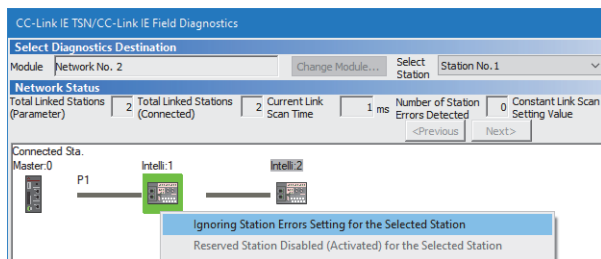 CC-Link IE TSN/CC-Link IE Field Diagnostics
Select Diagnostics Destination
Module Network No. 2 Change Module... Select Station Station No.1
Network Status
Total Linked Stations (Parameter) 2 Total Linked Stations (Connected) 2 Current Link Scan Time 1 ms Number of Station Errors Detected 0 Constant Link Scan Setting Value
<Previous Next>
Connected Sta.
Master:0 Intelli:1 Intelli:2
P1
Ignoring Station Errors Setting for the Selected Station
Reserved Station Disabled (Activated) for the Selected Station